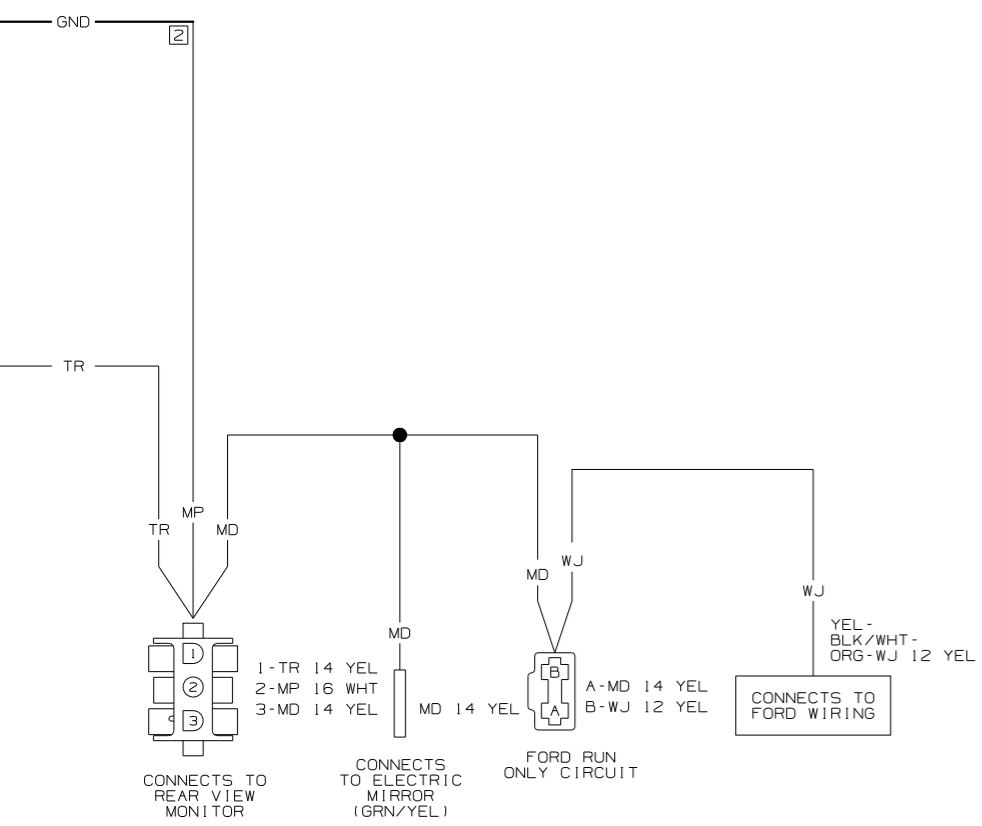 GND
2
TR
TR
MP
MD
MD
MD
WJ
WJ
YEL-
BLK/WHT-
ORG-WJ 12 YEL
1
2
3
1-TR 14 YEL
2-MP 16 WHT
3-MD 14 YEL
MD 14 YEL
B
A
A-MD 14 YEL
B-WJ 12 YEL
CONNECTS TO
FORD WIRING
CONNECTS TO
REAR VIEW
MONITOR
CONNECTS
TO ELECTRIC
MIRROR
(GRN/YEL)
FORD RUN
ONLY CIRCUIT